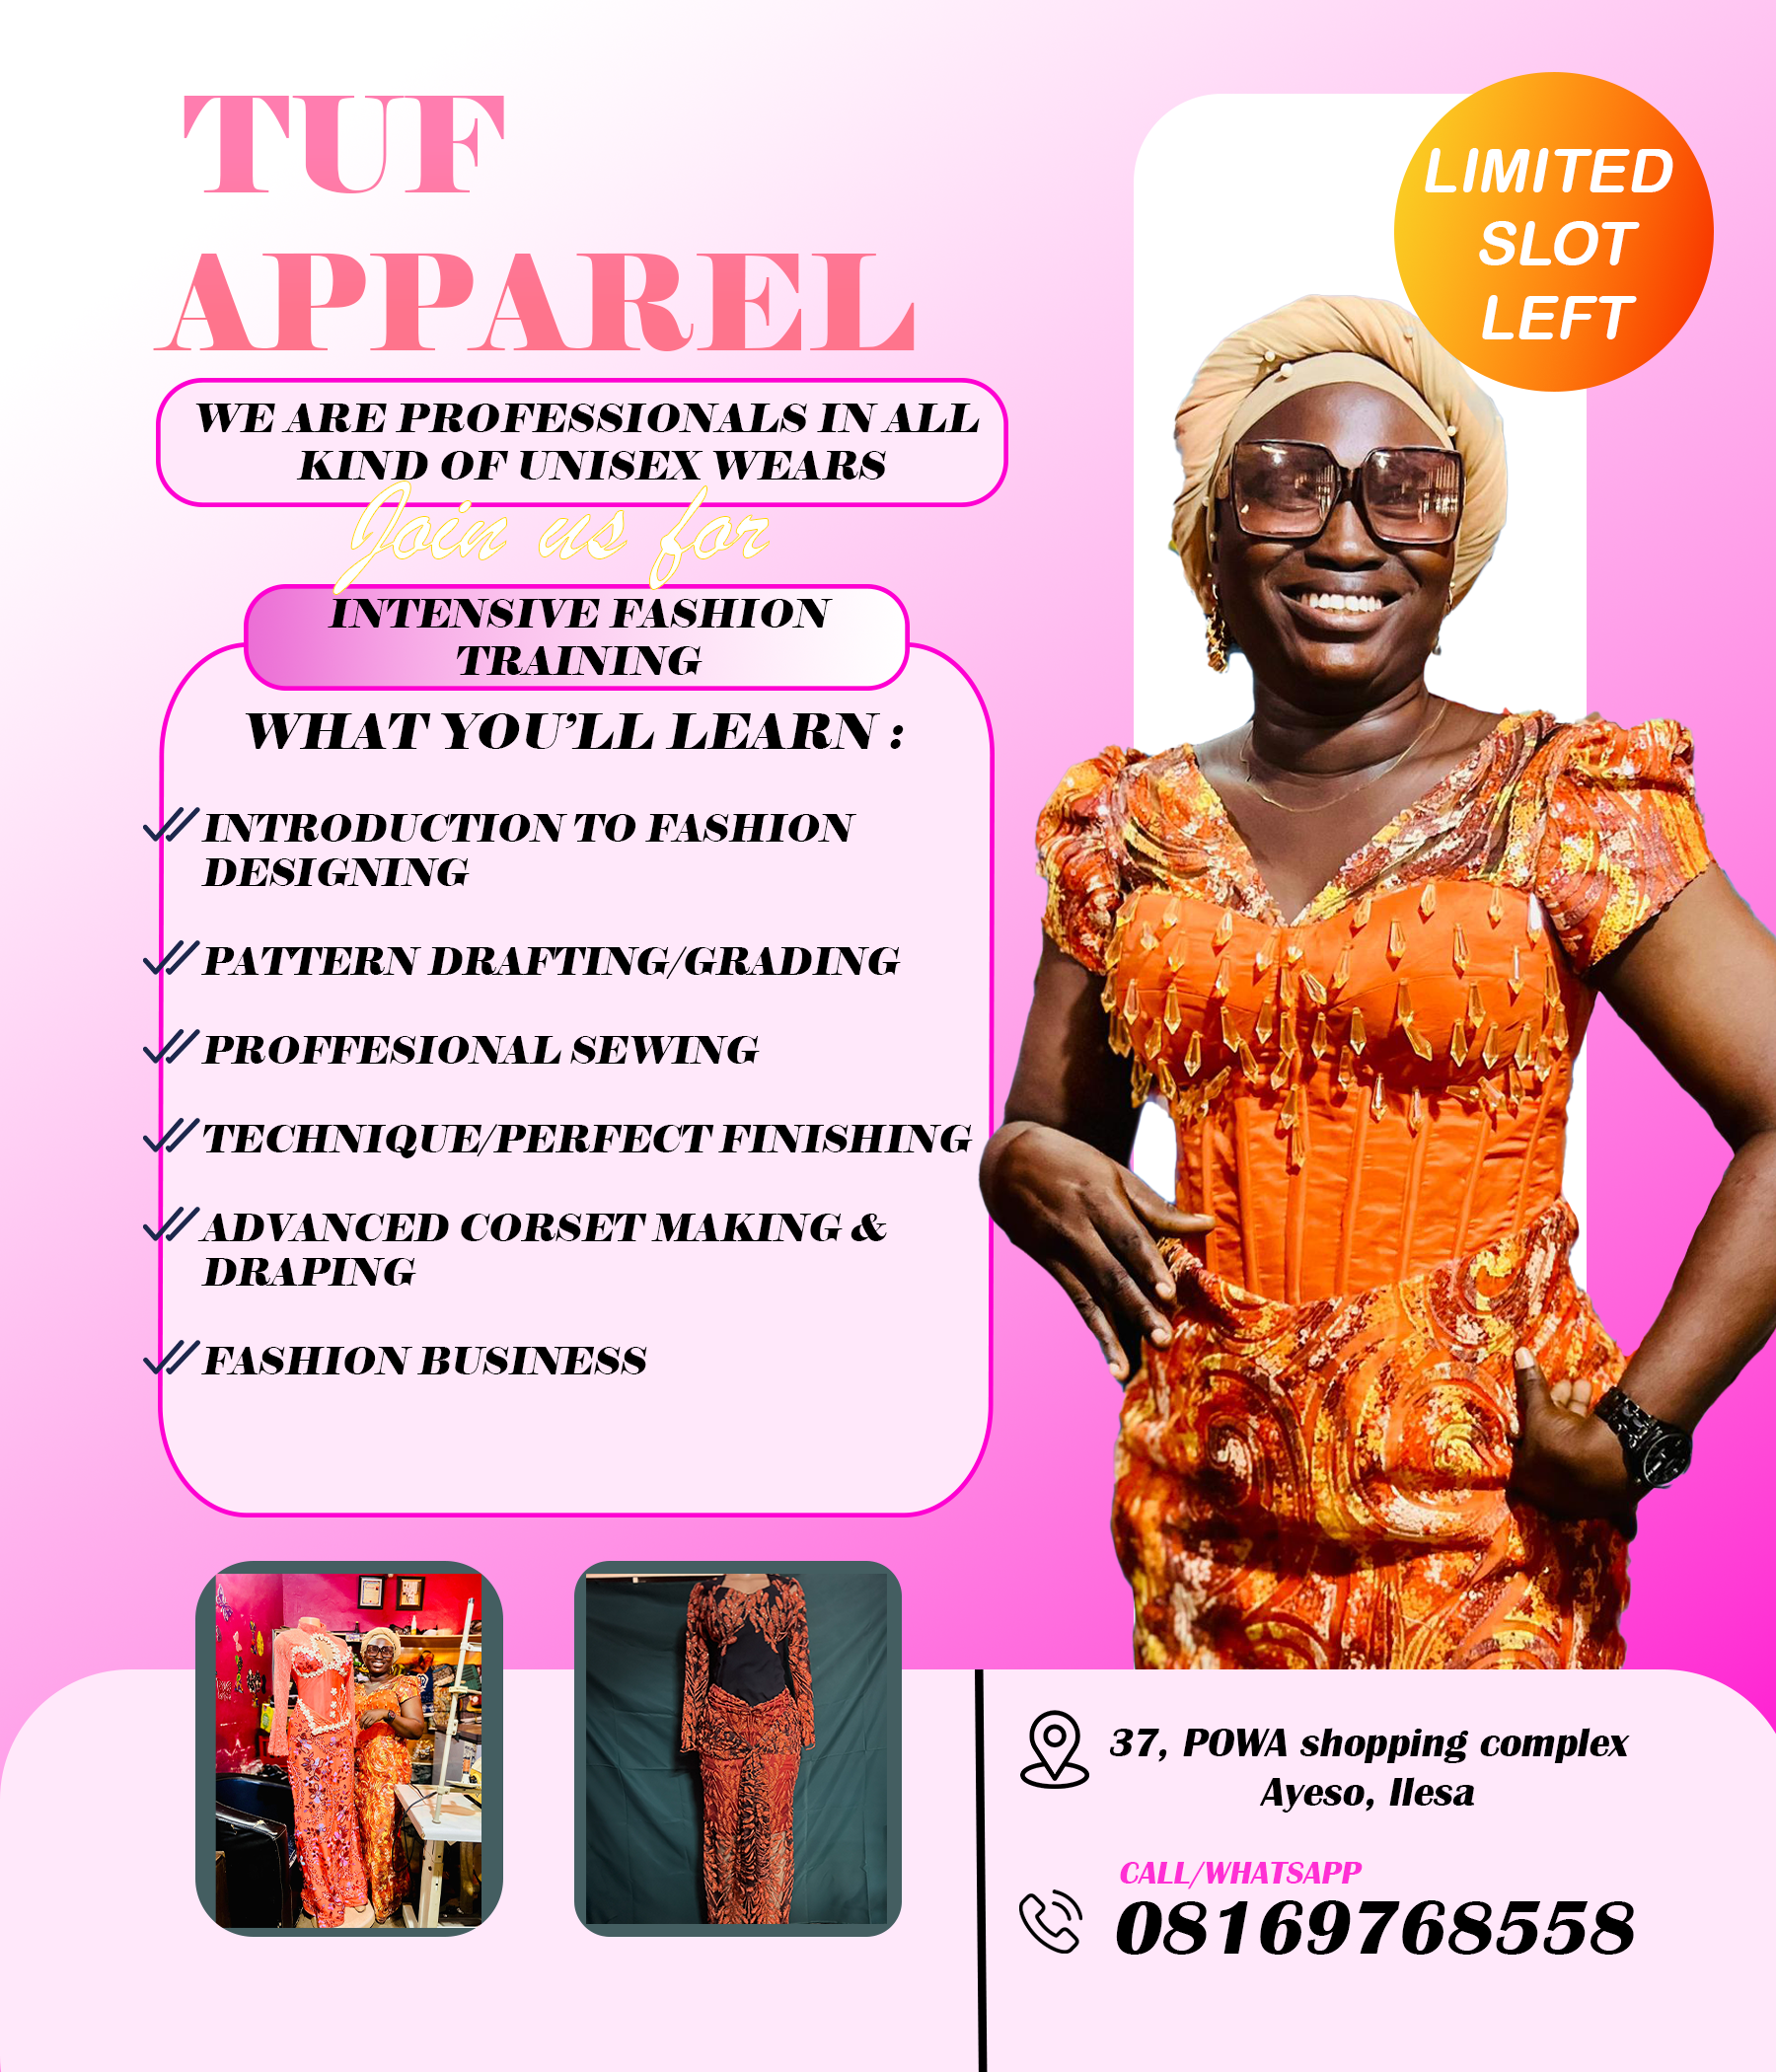 TUF
APPAREL
LIMITED
SLOT
LEFT
WE ARE PROFESSIONALS IN ALL
KIND OF UNISEX WEARS
Join us for
INTENSIVE FASHION
TRAINING
WHAT YOU'LL LEARN :
INTRODUCTION TO FASHION
DESIGNING
PATTERN DRAFTING/GRADING
PROFFESIONAL SEWING
TECHNIQUE/PERFECT FINISHING
ADVANCED CORSET MAKING &
DRAPING
FASHION BUSINESS
37, POWA shopping complex
Ayeso, Ilesa
CALL/WHATSAPP
08169768558